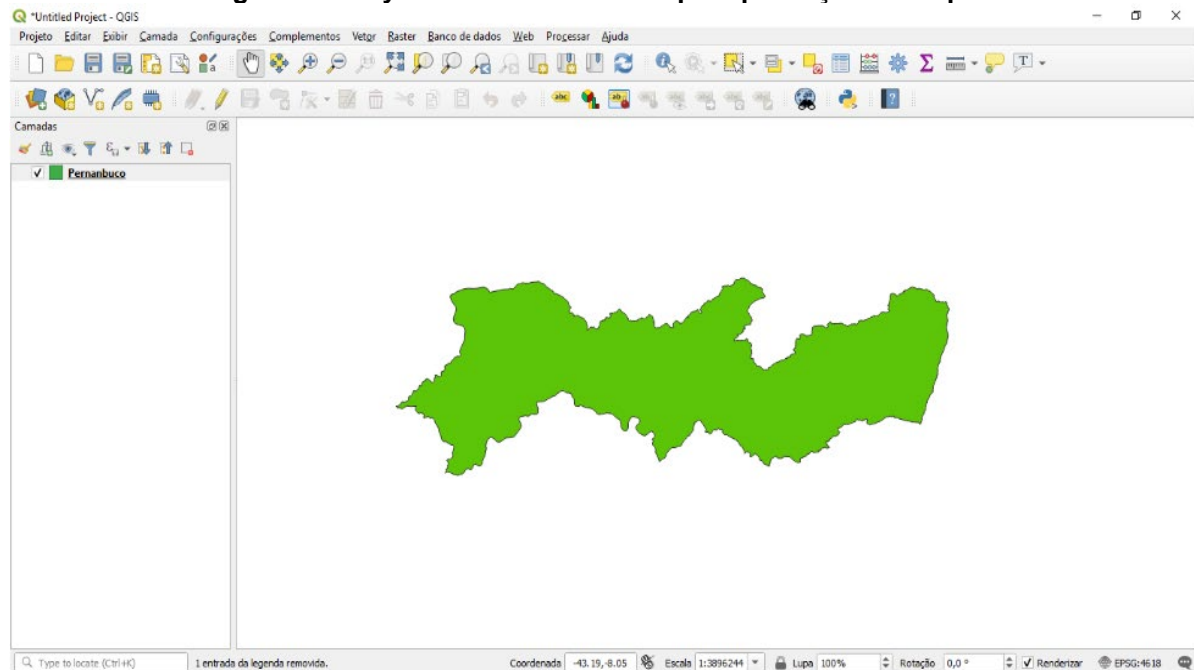 *Untitled Project - QGIS
Projeto Editar Exibir Camada Configurações Complementos Vetor Raster Banco de dados Web Processar Ajuda
Camadas
Pernanbuco
Type to locate (Ctrl+K) 1 entrada da legenda removida. Coordenada -43.19,-8.05 Escala 1:3896244 Lupa 100% Rotação 0,0 ° Renderizar EPSG:4618